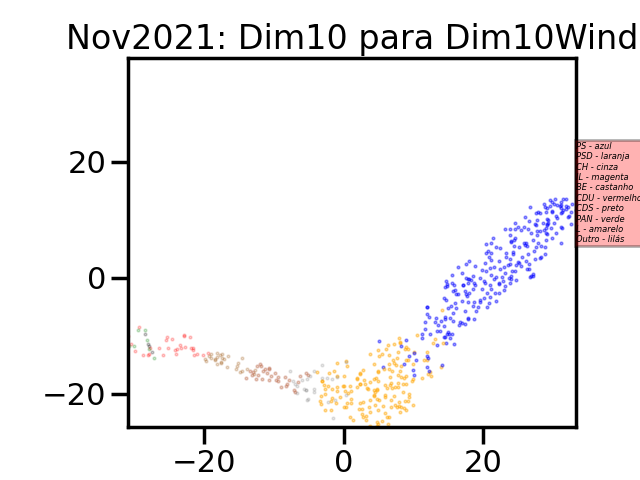 Nov2021: Dim10 para Dim10Wind
20
0
−20
−20
0
20
PS - azul
PSD - laranja
CH - cinza
IL - magenta
BE - castanho
CDU - vermelho
CDS - preto
PAN - verde
L - amarelo
Outro - lilás